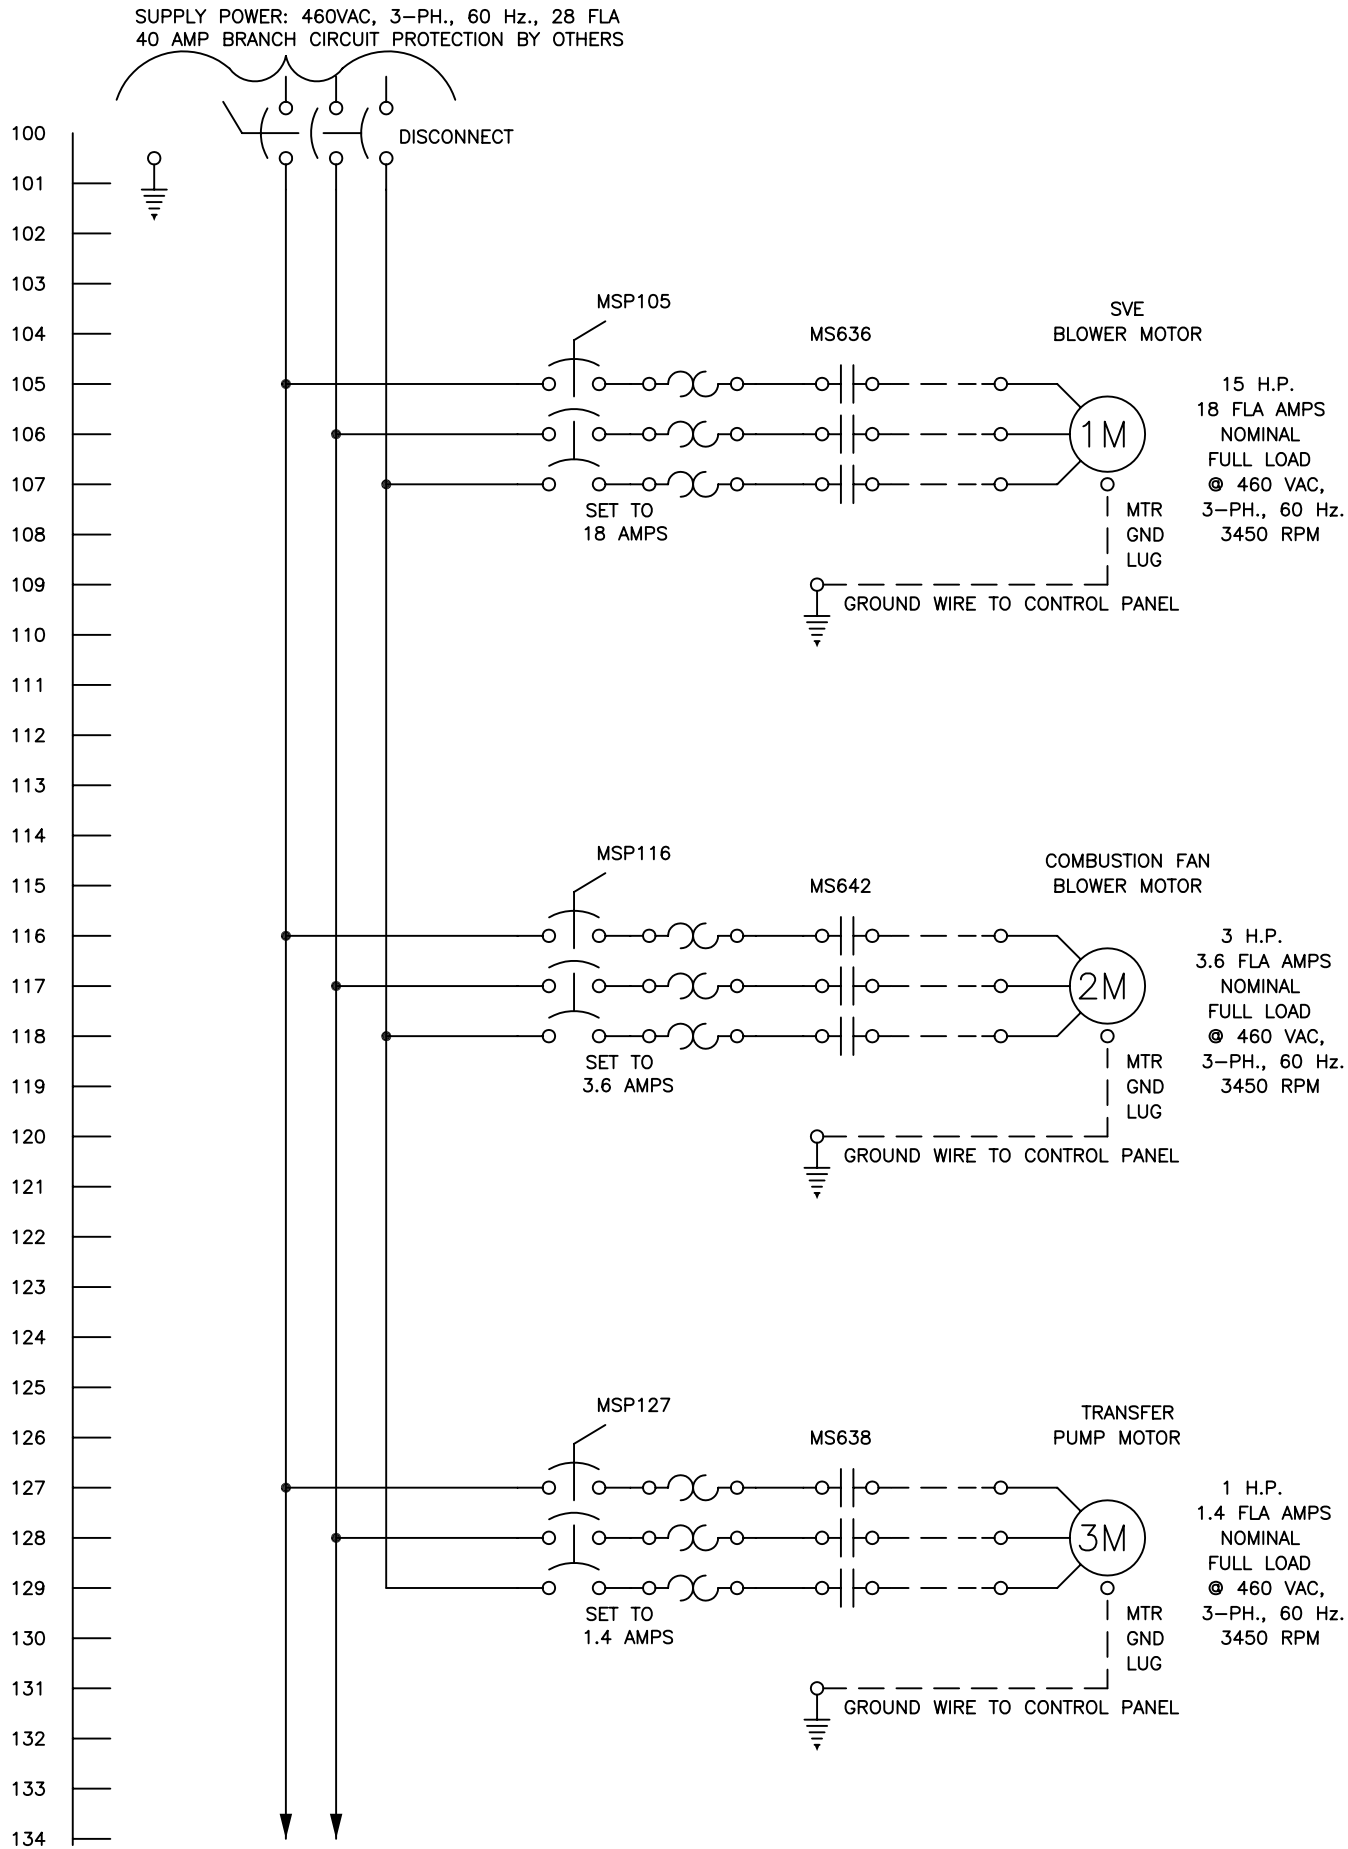 SUPPLY POWER: 460VAC, 3-PH., 60 Hz., 28 FLA
40 AMP BRANCH CIRCUIT PROTECTION BY OTHERS
DISCONNECT
100
101
102
103
104
105
106
107
108
109
110
111
112
113
114
115
116
117
118
119
120
121
122
123
124
125
126
127
128
129
130
131
132
133
134
MSP105
MS636
SVE
BLOWER MOTOR
1M
15 H.P.
18 FLA AMPS
NOMINAL
FULL LOAD
@ 460 VAC,
3-PH., 60 Hz.
3450 RPM
SET TO
18 AMPS
MTR
GND
LUG
GROUND WIRE TO CONTROL PANEL
MSP116
MS642
COMBUSTION FAN
BLOWER MOTOR
2M
3 H.P.
3.6 FLA AMPS
NOMINAL
FULL LOAD
@ 460 VAC,
3-PH., 60 Hz.
3450 RPM
SET TO
3.6 AMPS
MTR
GND
LUG
GROUND WIRE TO CONTROL PANEL
MSP127
MS638
TRANSFER
PUMP MOTOR
3M
1 H.P.
1.4 FLA AMPS
NOMINAL
FULL LOAD
@ 460 VAC,
3-PH., 60 Hz.
3450 RPM
SET TO
1.4 AMPS
MTR
GND
LUG
GROUND WIRE TO CONTROL PANEL